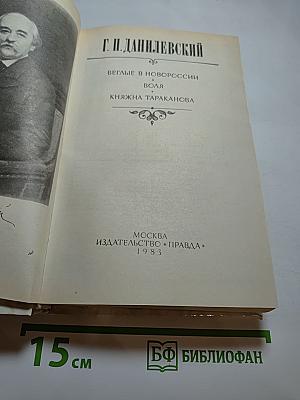 Г. П. ДАНИЛЕВСКИЙ
БЕГЛЫЕ В НОВОРОССИИ
ВОЛЯ
КНЯЖНА ТАРАКАНОВА
МОСКВА
ИЗДАТЕЛЬСТВО «ПРАВДА»
1983
15 см
БФ БИБЛИОФАН